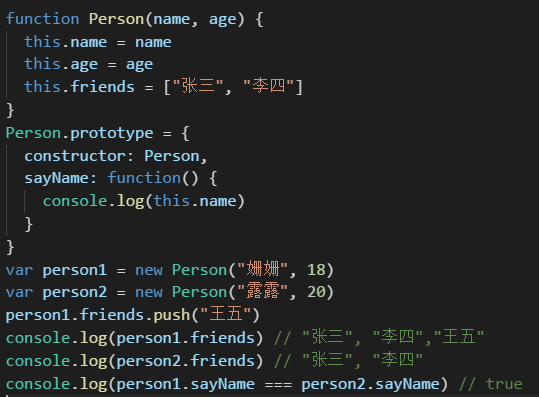 function Person(name, age) {
  this.name = name
  this.age = age
  this.friends = ["张三", "李四"]
}
Person.prototype = {
  constructor: Person,
  sayName: function() {
    console.log(this.name)
  }
}
var person1 = new Person("姗姗", 18)
var person2 = new Person("露露", 20)
person1.friends.push("王五")
console.log(person1.friends) // "张三", "李四","王五"
console.log(person2.friends) // "张三", "李四"
console.log(person1.sayName === person2.sayName) // true